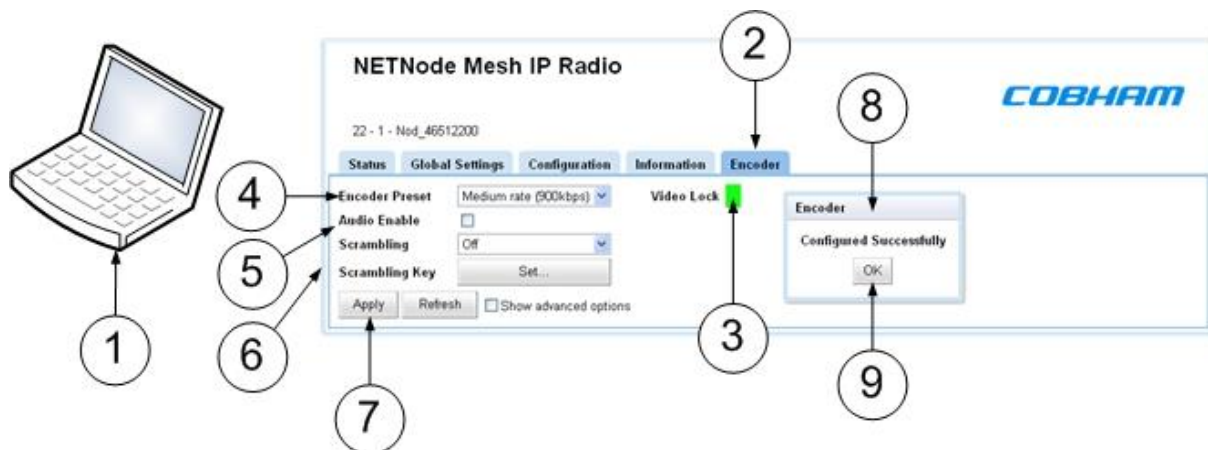 NETNode Mesh IP Radio
COBHAM
22 - 1 - Nod_46512200
Status Global Settings Configuration Information Encoder
Encoder Preset Medium rate (900kbps) Video Lock
Audio Enable
Scrambling Off
Scrambling Key Set...
Apply Refresh Show advanced options
Encoder
Configured Successfully
OK
1
2
3
4
5
6
7
8
9